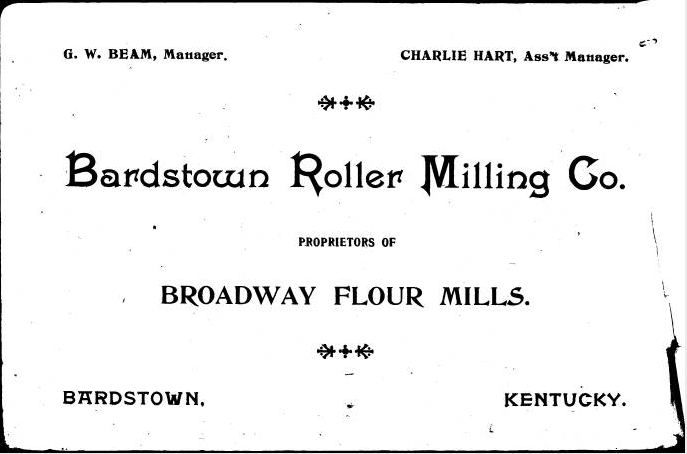 G. W. BEAM, Manager. CHARLIE HART, Ass't Manager.
Bardstown Roller Milling Co.
PROPRIETORS OF
BROADWAY FLOUR MILLS.
BARDSTOWN, KENTUCKY.